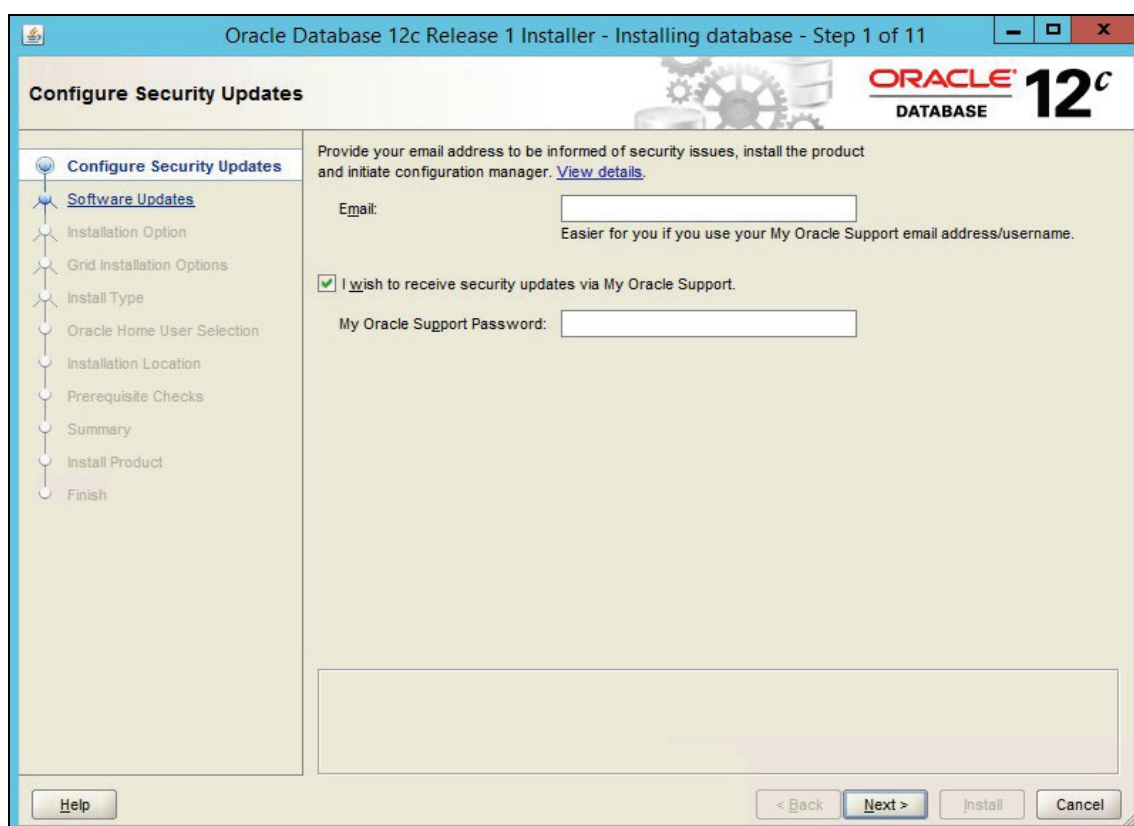 Oracle Database 12c Release 1 Installer - Installing database - Step 1 of 11
Configure Security Updates
ORACLE
DATABASE
12c
Configure Security Updates
Software Updates
Installation Option
Grid Installation Options
Install Type
Oracle Home User Selection
Installation Location
Prerequisite Checks
Summary
Install Product
Finish
Provide your email address to be informed of security issues, install the product
and initiate configuration manager. View details.
Email:
Easier for you if you use your My Oracle Support email address/username.
I wish to receive security updates via My Oracle Support.
My Oracle Support Password:
Help
< Back
Next >
Install
Cancel